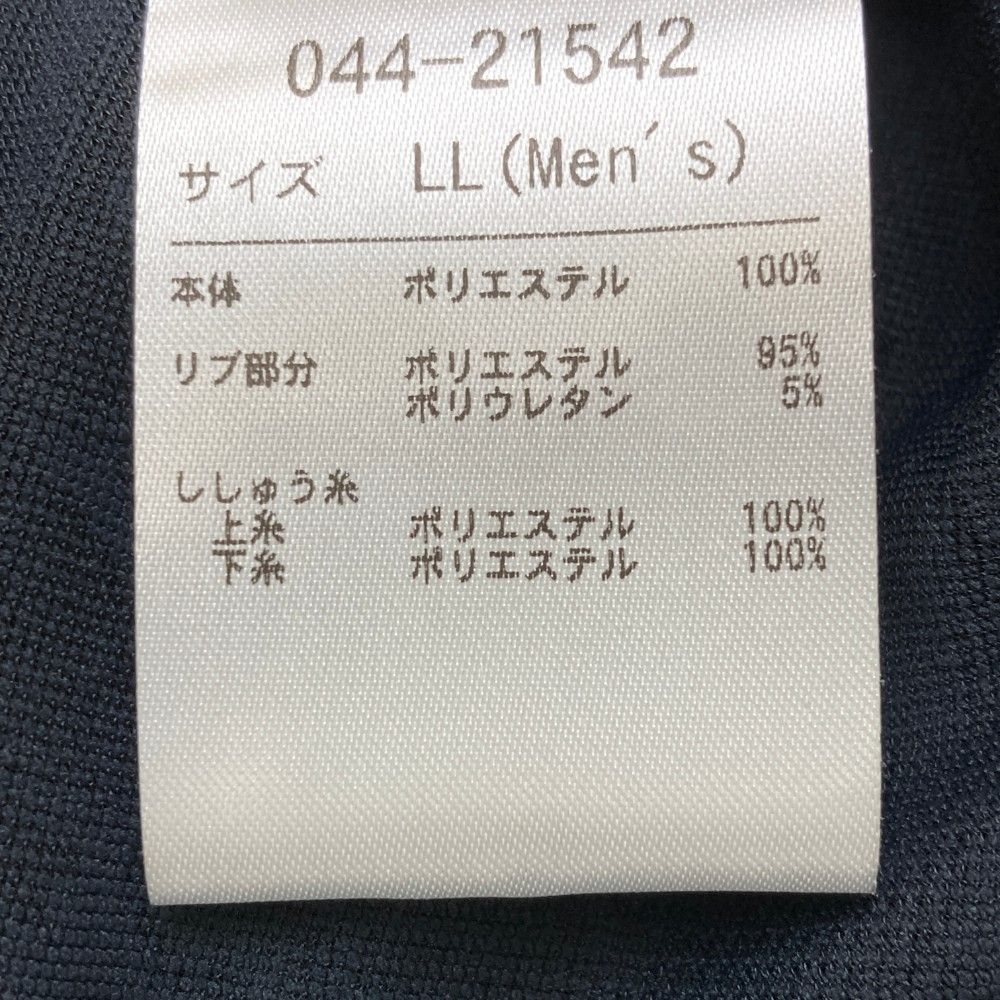 044-21542
サイズ LL(Men's)
本体 ポリエステル 100%
リブ部分 ポリエステル 95%
ポリウレタン 5%
ししゅう糸
上糸 ポリエステル 100%
下糸 ポリエステル 100%